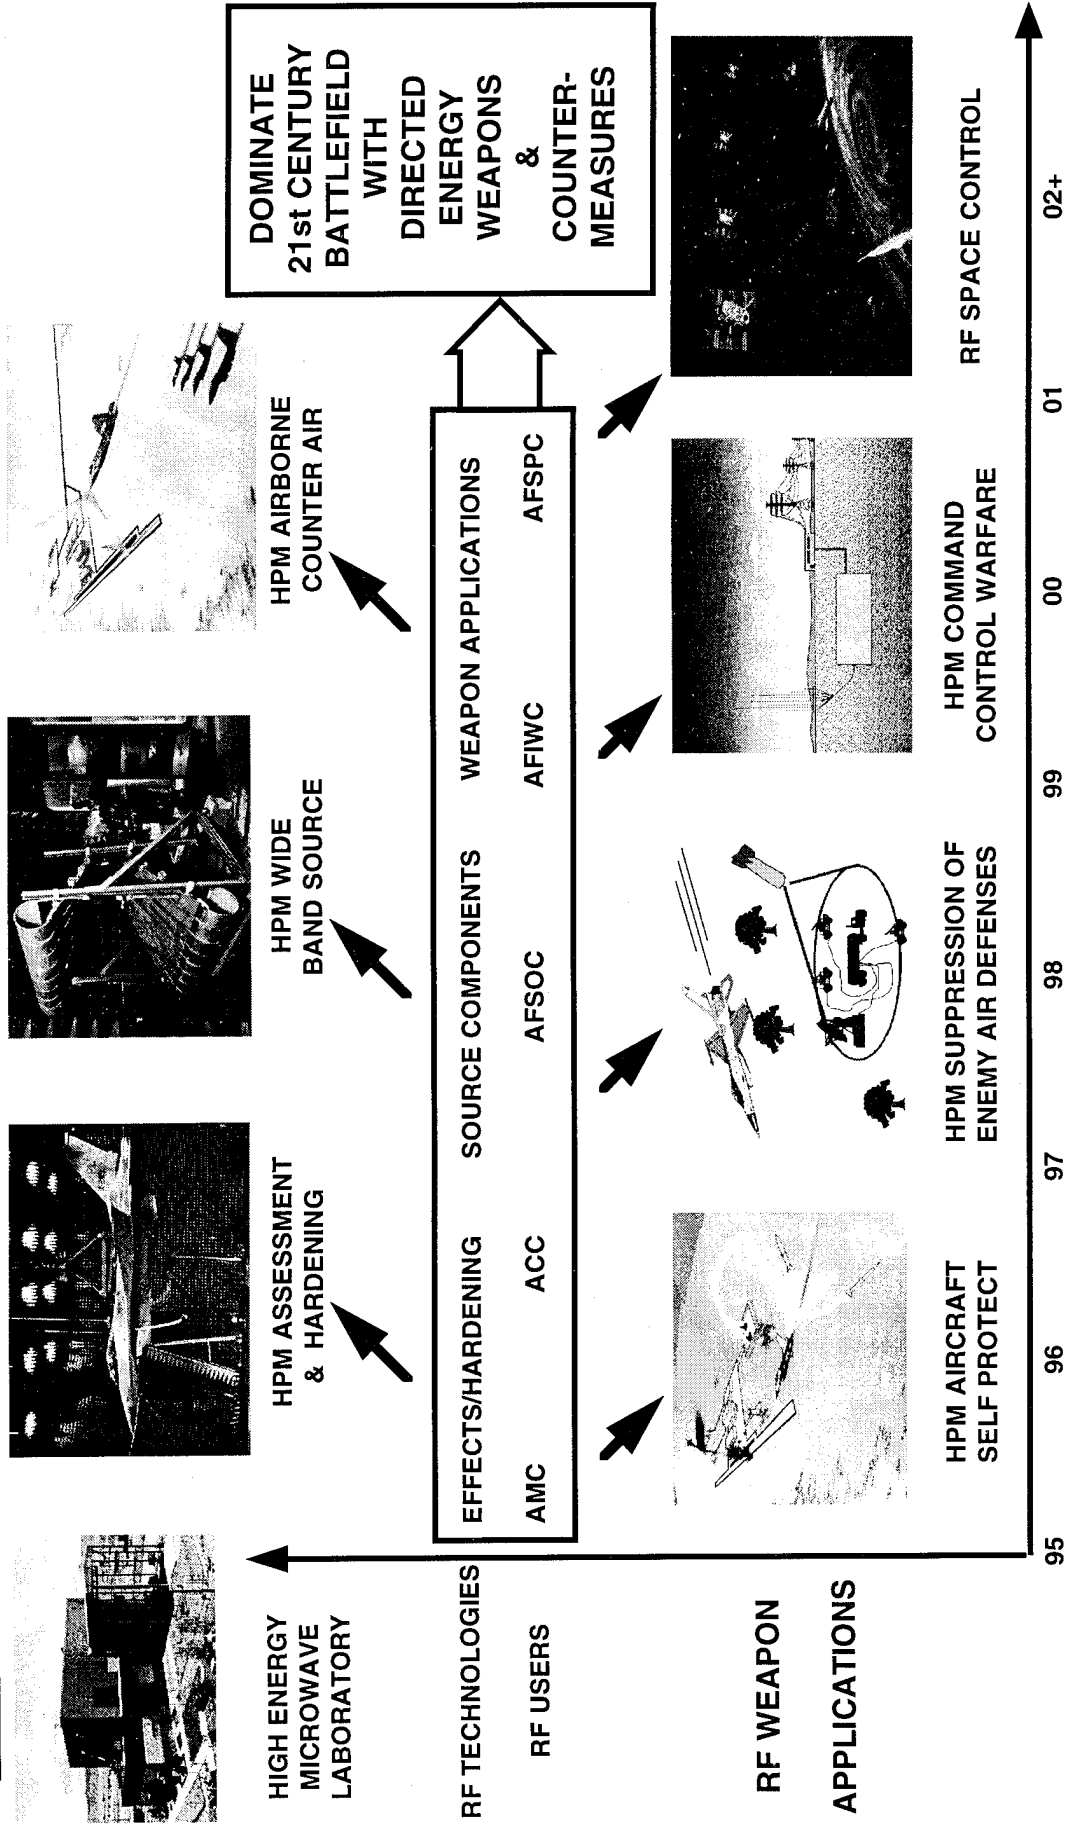 HIGH ENERGY
MICROWAVE
LABORATORY
HPM ASSESSMENT
& HARDENING
HPM WIDE
BAND SOURCE
HPM AIRBORNE
COUNTER AIR
DOMINATE
21st CENTURY
BATTLEFIELD
WITH
DIRECTED
ENERGY
WEAPONS
&
COUNTER-
MEASURES
RF TECHNOLOGIES
EFFECTS/HARDENING
SOURCE COMPONENTS
WEAPON APPLICATIONS
RF USERS
AMC
ACC
AFSOC
AFIWC
AFSPC
RF WEAPON
APPLICATIONS
HPM AIRCRAFT
SELF PROTECT
HPM SUPPRESSION OF
ENEMY AIR DEFENSES
HPM COMMAND
CONTROL WARFARE
RF SPACE CONTROL
95
96
97
98
99
00
01
02+